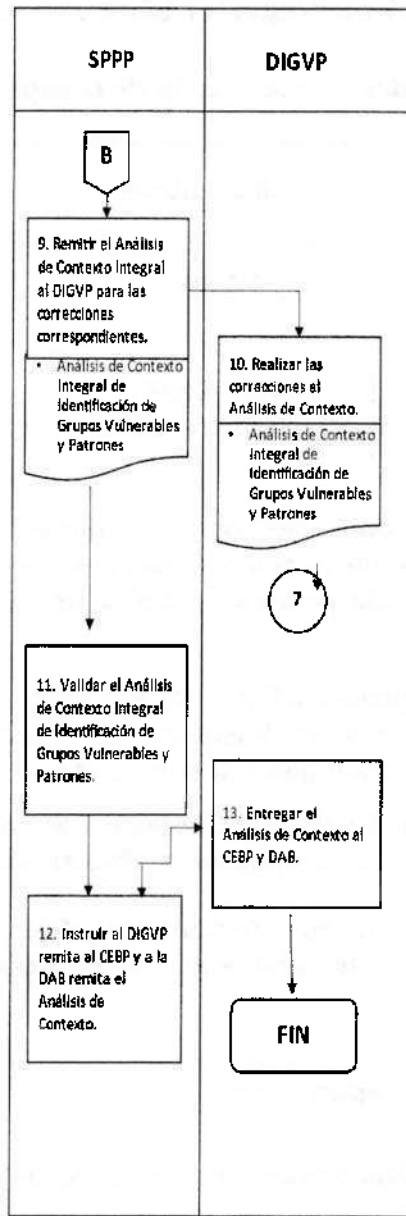 SPPP
DIGVP
B
9. Remitir el Análisis
de Contexto Integral
al DIGVP para las
correcciones
correspondientes.
• Análisis de Contexto
Integral de
Identificación de
Grupos Vulnerables
y Patrones
10. Realizar las
correcciones el
Análisis de Contexto.
• Análisis de Contexto
Integral de
Identificación de
Grupos Vulnerables
y Patrones
7
11. Validar el Análisis
de Contexto Integral
de Identificación de
Grupos Vulnerables y
Patrones.
13. Entregar el
Análisis de Contexto al
CEBP y DAB.
12. Instruir al DIGVP
remita al CEBP y a la
DAB remita el
Análisis de
Contexto.
FIN